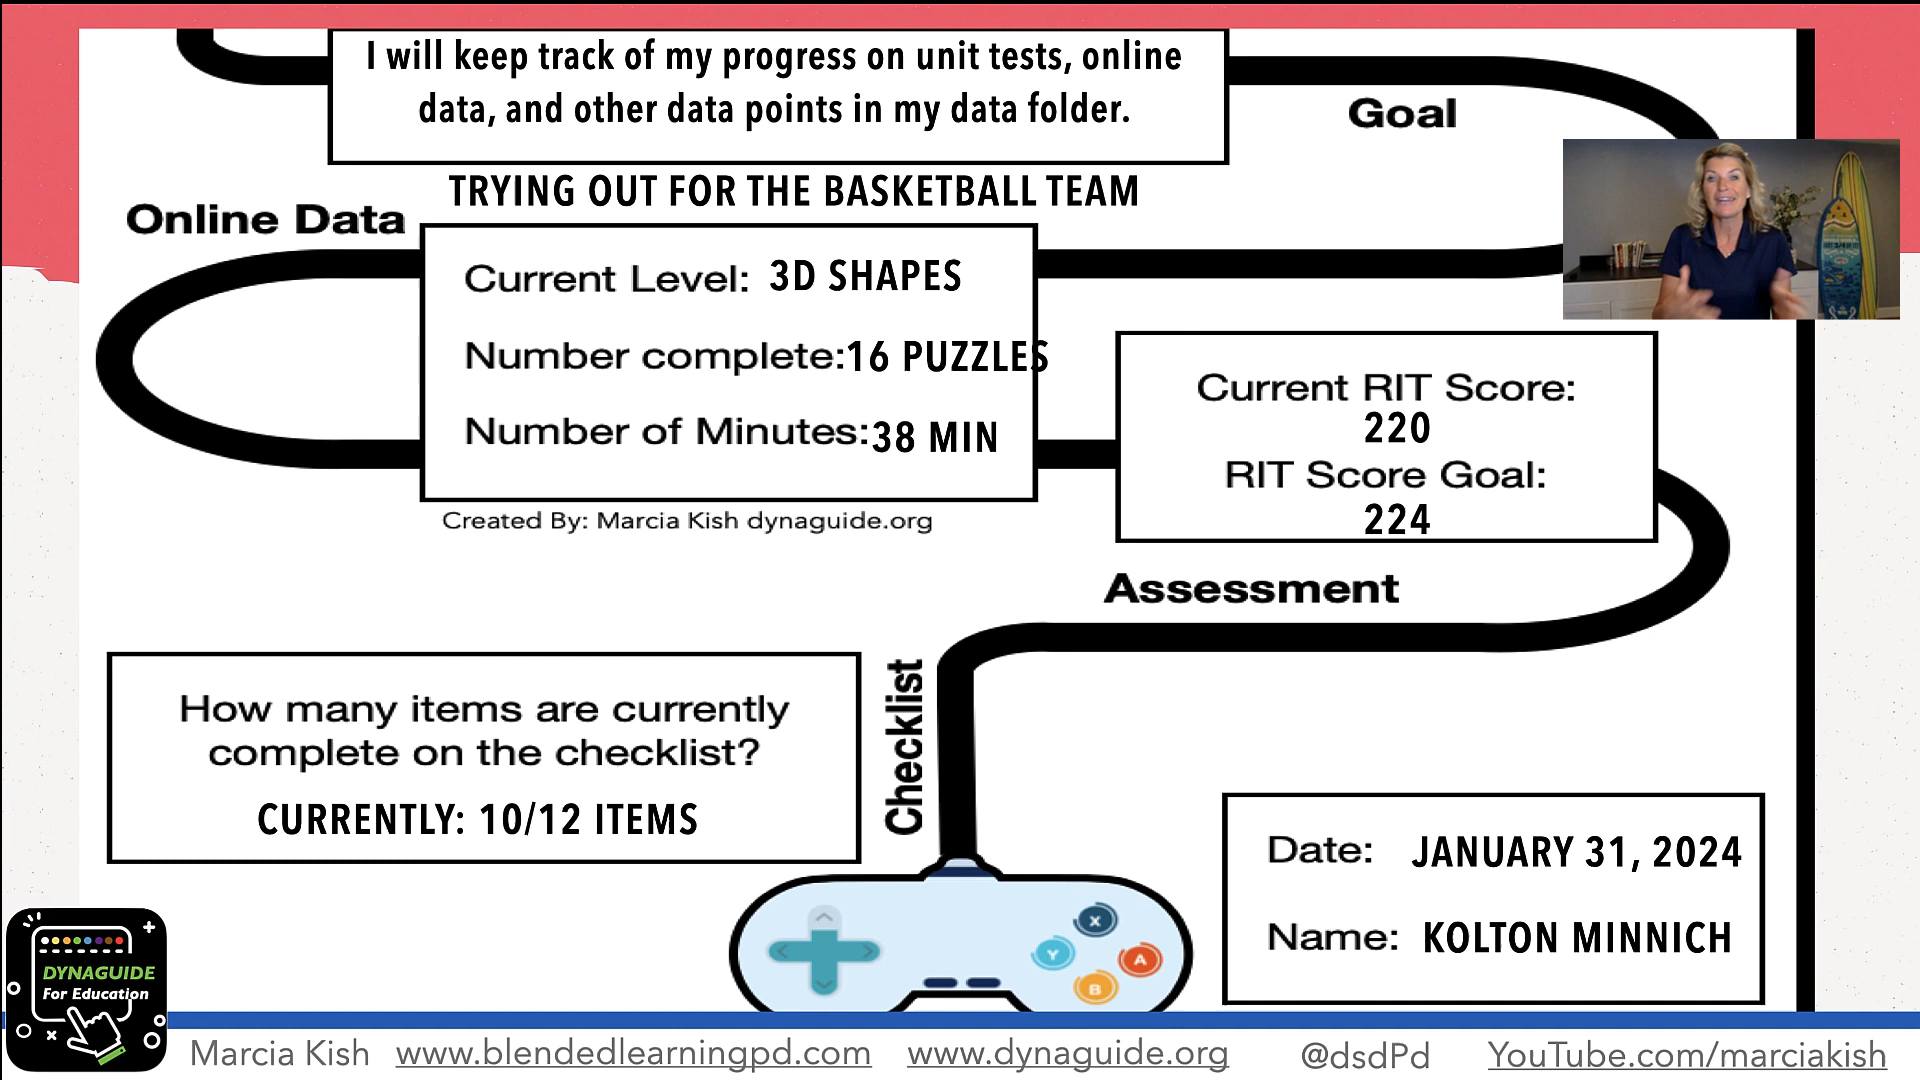 I will keep track of my progress on unit tests, online
data, and other data points in my data folder.
Goal
TRYING OUT FOR THE BASKETBALL TEAM
Online Data
Current Level: 3D SHAPES
Number complete:16 PUZZLES
Number of Minutes:38 MIN
Created By: Marcia Kish dynaguide.org
Current RIT Score:
220
RIT Score Goal:
224
Assessment
Checklist
How many items are currently
complete on the checklist?
CURRENTLY: 10/12 ITEMS
Date: JANUARY 31, 2024
Name: KOLTON MINNICH
X
Y
A
B
DYNAGUIDE
For Education
Marcia Kish www.blendedlearningpd.com www.dynaguide.org @dsdPd YouTube.com/marciakish